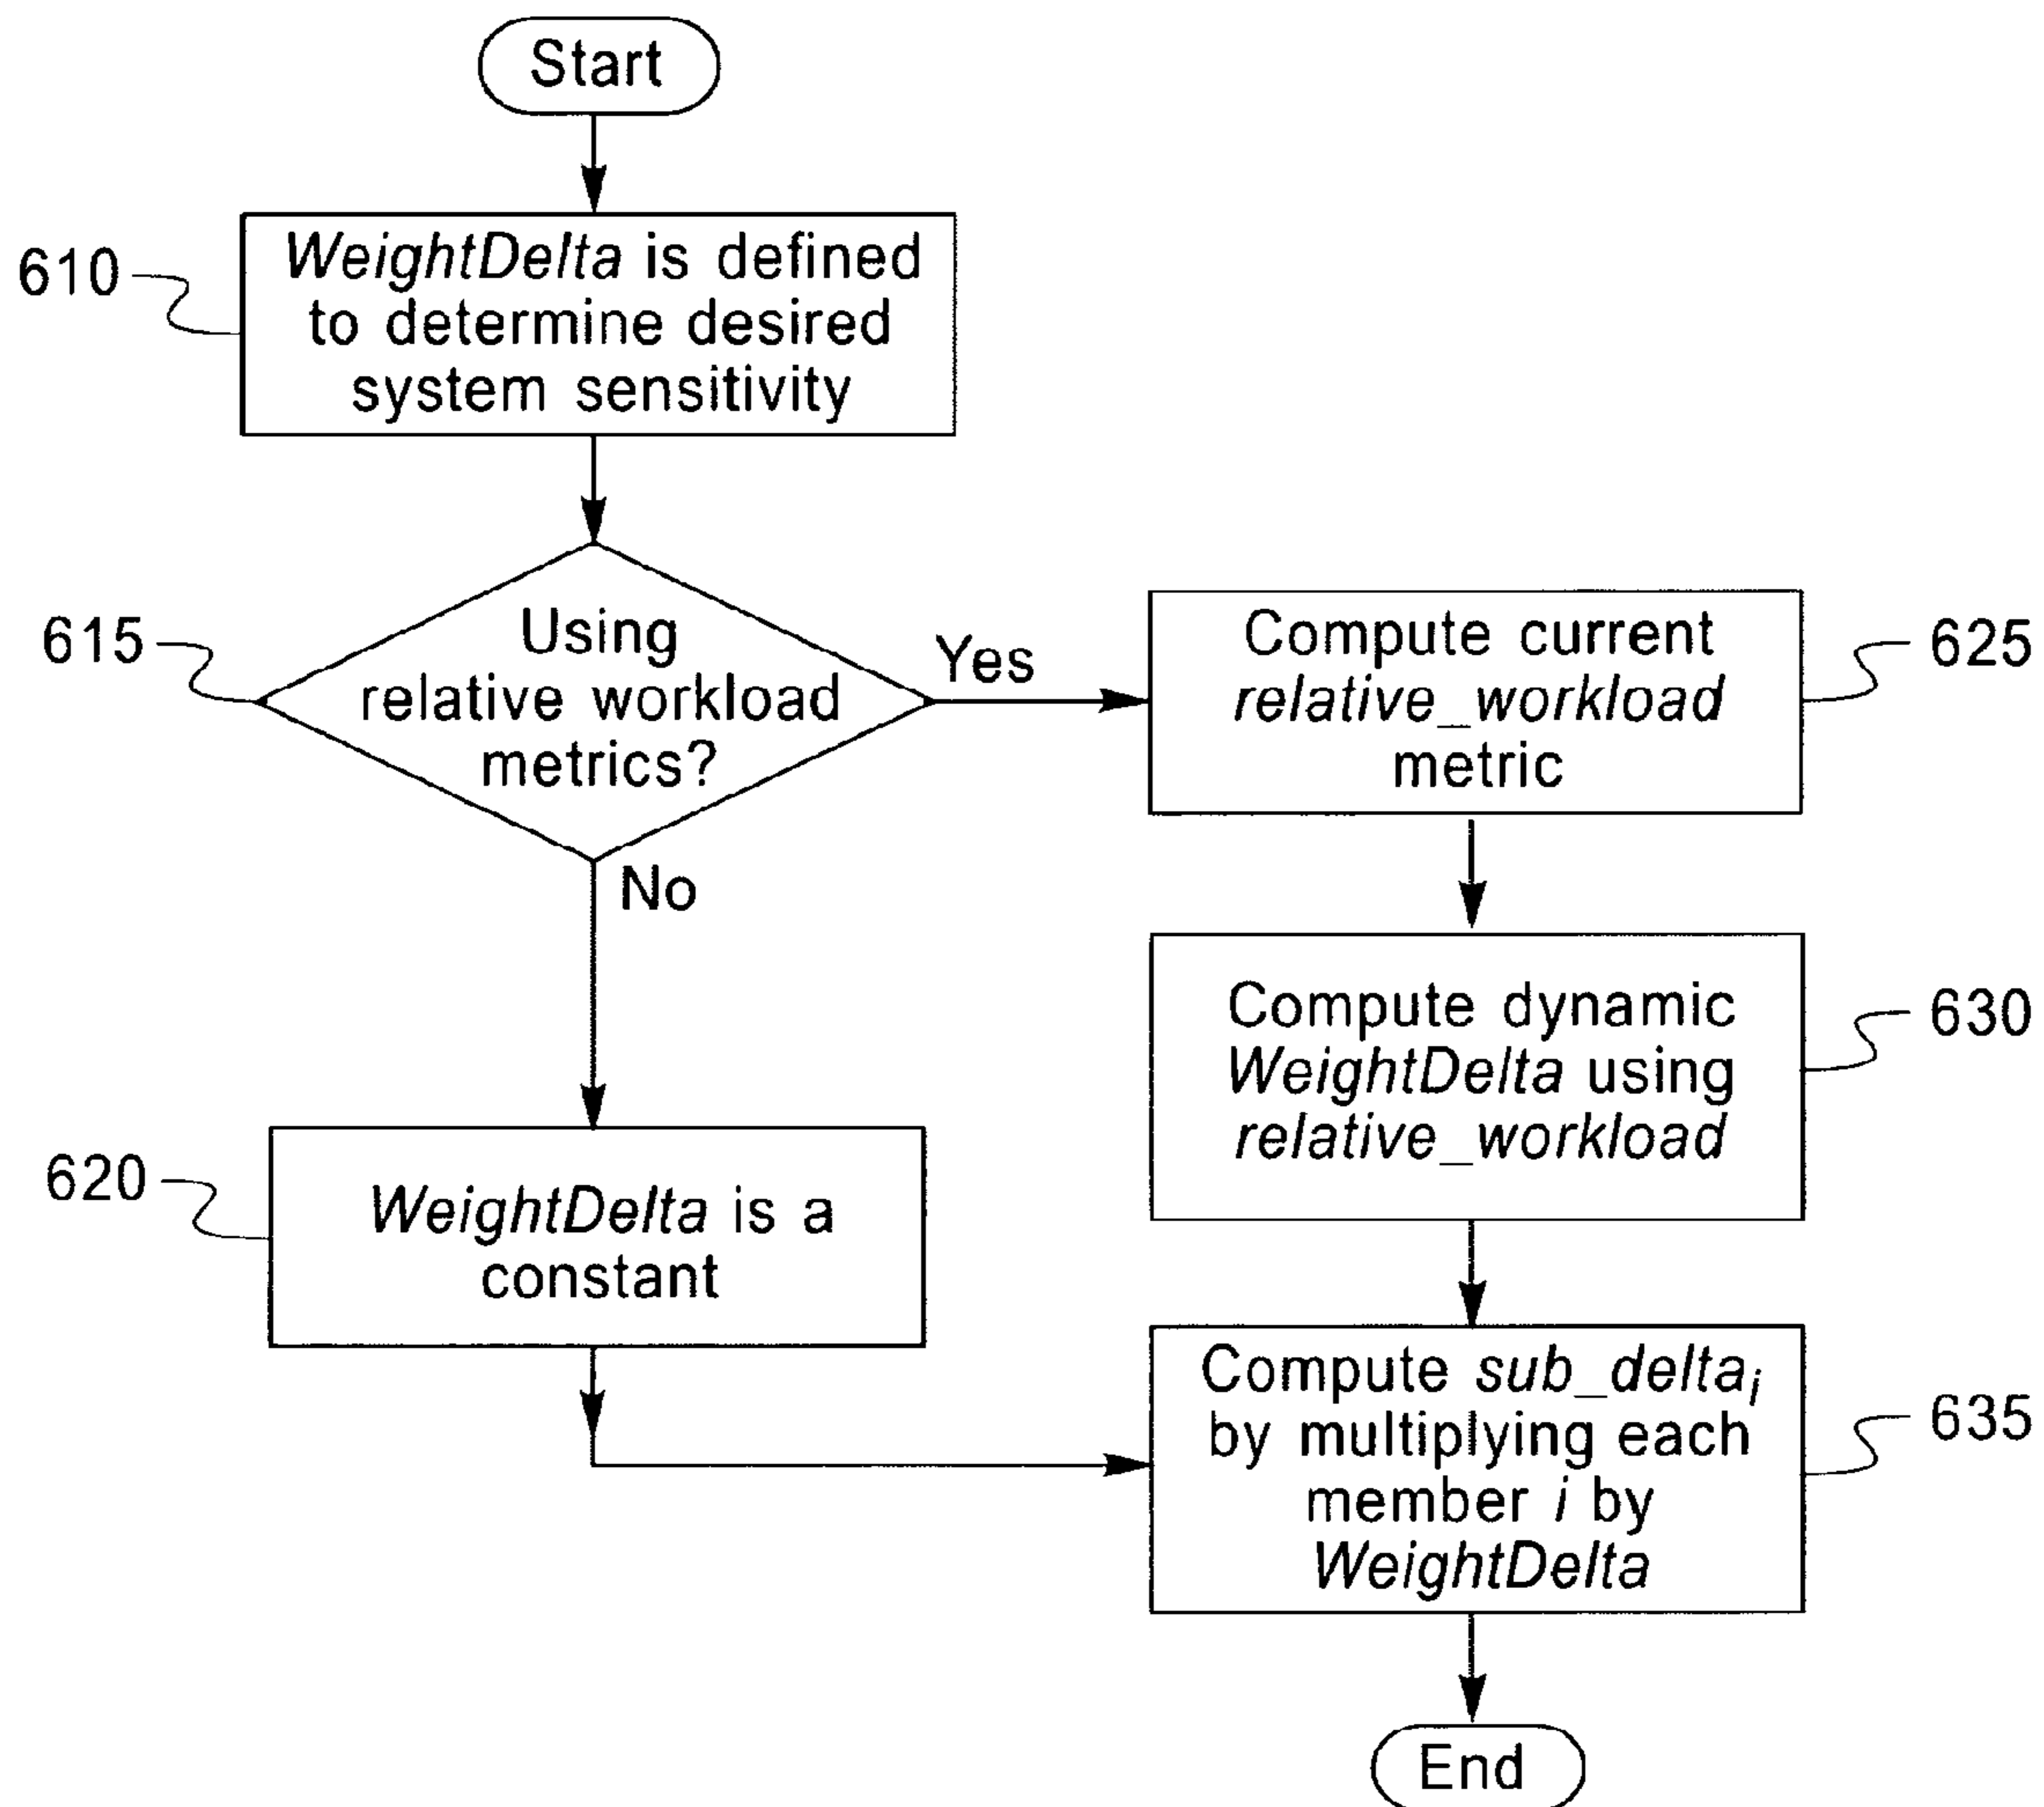 Start
610
WeightDelta is defined
to determine desired
system sensitivity
615
Using
relative workload
metrics?
Yes
No
Compute current
relative_workload
metric
625
Compute dynamic
WeightDelta using
relative_workload
630
620
WeightDelta is a
constant
Compute sub_deltai
by multiplying each
member i by
WeightDelta
635
End